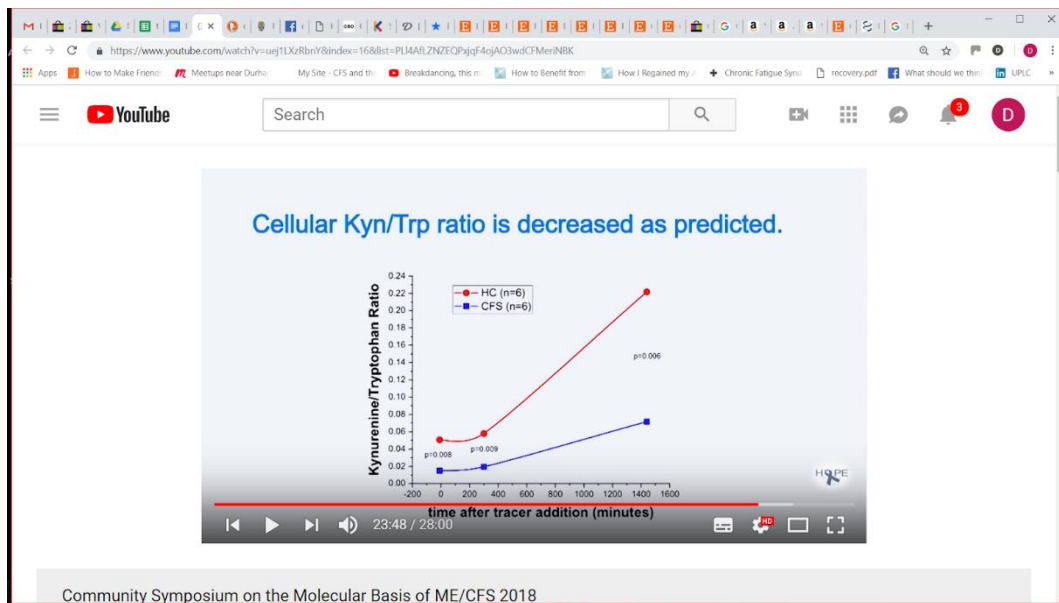 https://www.youtube.com/watch?v=uej1LXzRbnY&index=16&list=PLl4AfLZNZEQPxjqF4ojAO3wdCFMeriNBK
Apps How to Make Friend: Meetups near Durha My Site - CFS and th Breakdancing, this m How to Benefit from How I Regained my Chronic Fatigue Synd recovery.pdf What should we thin UPLC »
YouTube Search 3 D
Cellular Kyn/Trp ratio is decreased as predicted.
Kynurenine/Tryptophan Ratio
0.24
0.22
0.20
0.18
0.16
0.14
0.12
0.10
0.08
0.06
0.04
0.02
0.00
HC (n=6)
CFS (n=6)
p=0.006
p=0.008 p=0.009
-200 0 200 400 600 800 1000 1200 1400 1600
time after tracer addition (minutes)
HOPE
23:48 / 28:00 HD
Community Symposium on the Molecular Basis of ME/CFS 2018